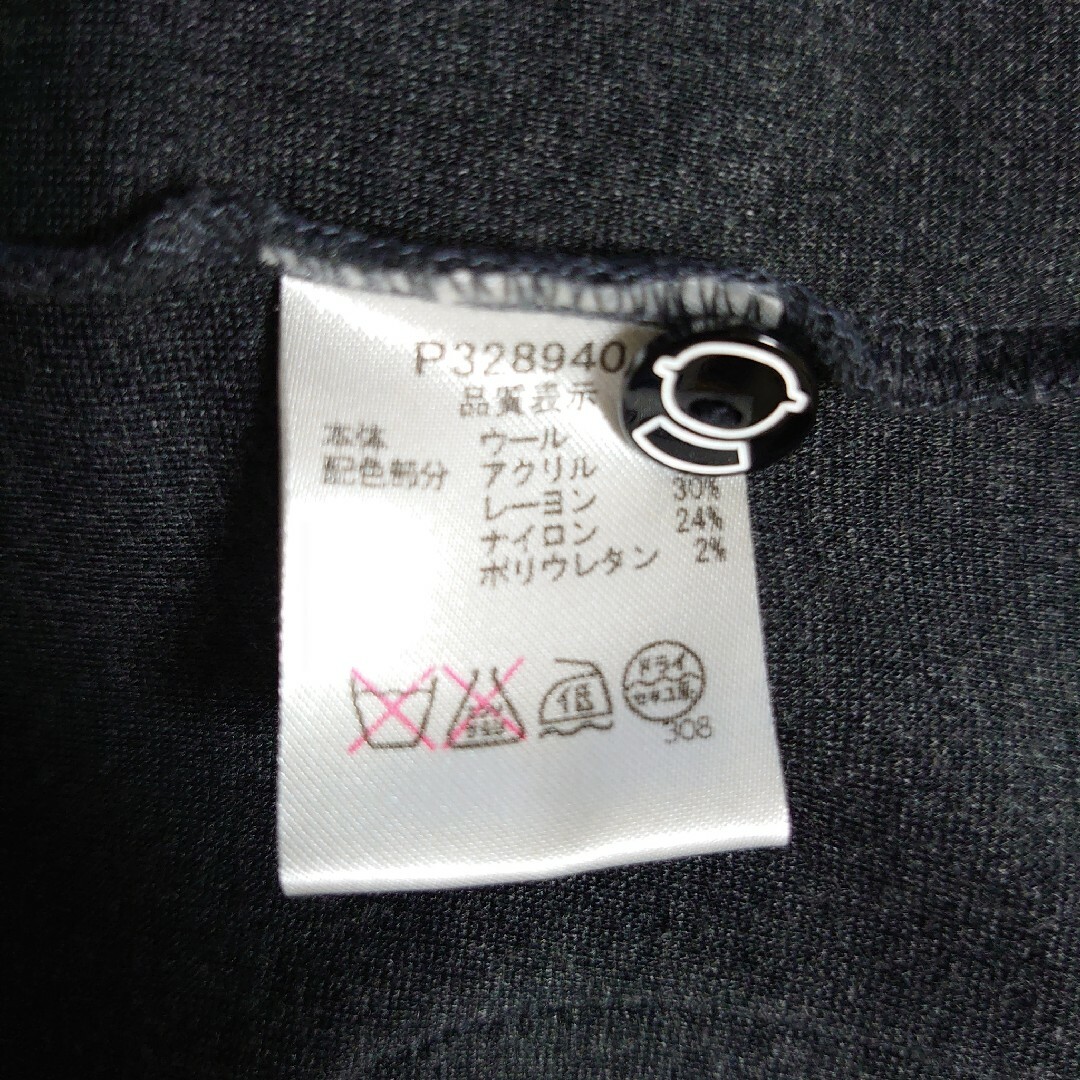 P328940
品質表示
本体 ウール
配色部分 アクリル 30%
レーヨン 24%
ナイロン 2%
ポリウレタン
低
ドライ
セキユ系
308